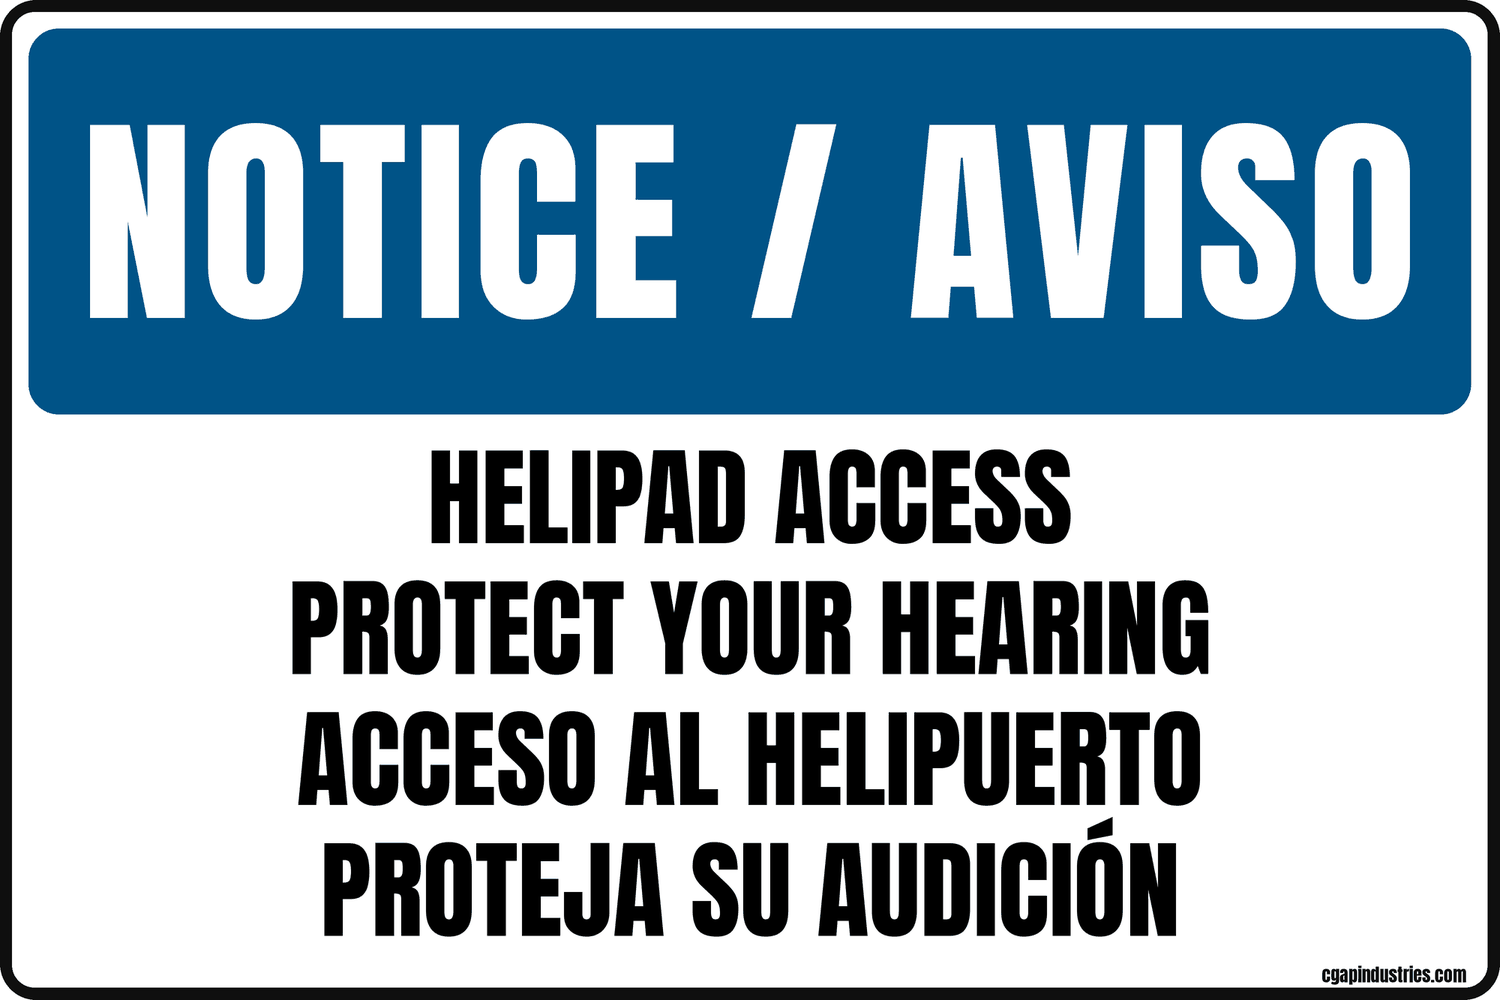 NOTICE / AVISO
HELIPAD ACCESS
PROTECT YOUR HEARING
ACCESO AL HELIPUERTO
PROTEJA SU AUDICIÓN
cgapindustries.com